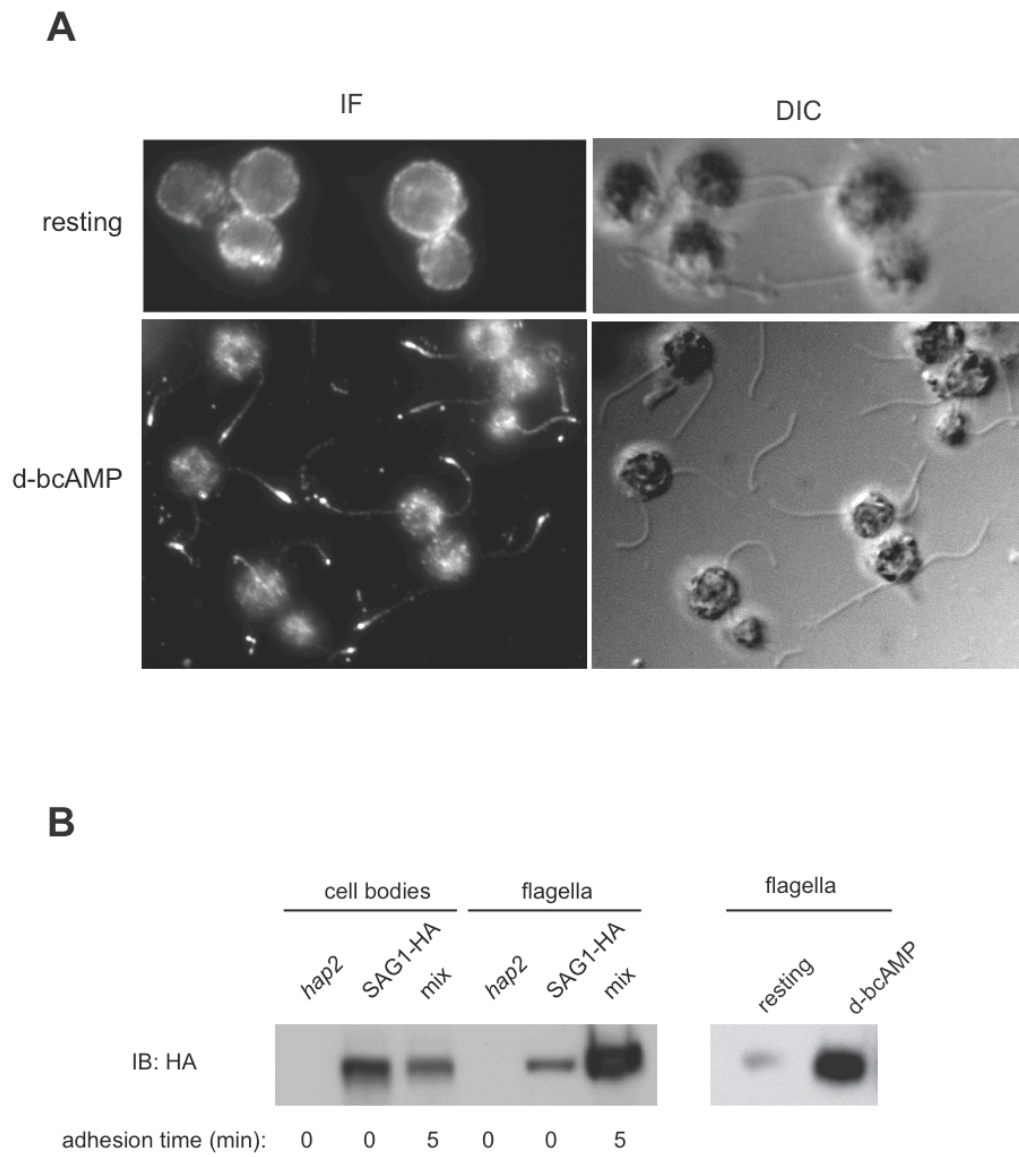 A
IF
DIC
resting
d-bcAMP
B
cell bodies
flagella
flagella
hap2
SAG1-HA
mix
hap2
SAG1-HA
mix
resting
d-bcAMP
IB: HA
adhesion time (min): 0 0 5 0 0 5